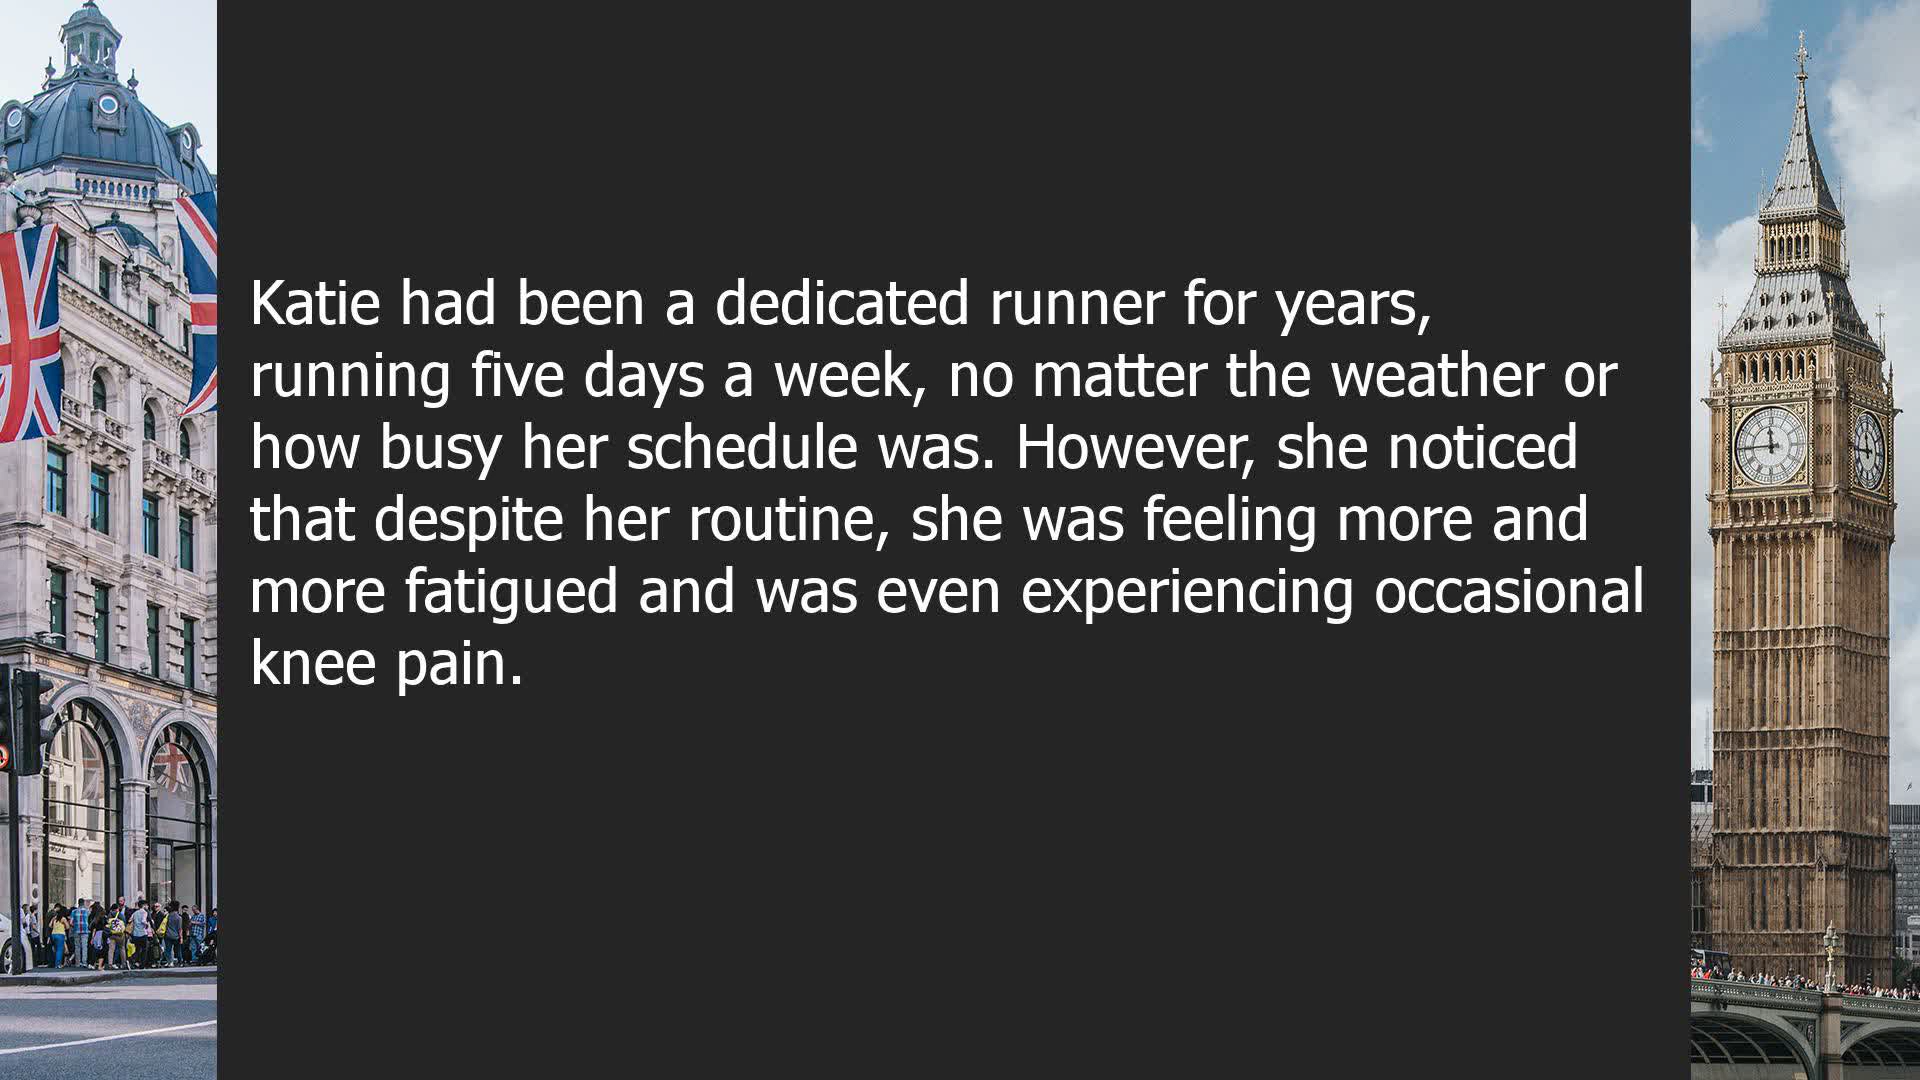 Katie had been a dedicated runner for years,
running five days a week, no matter the weather or
how busy her schedule was. However, she noticed
that despite her routine, she was feeling more and
more fatigued and was even experiencing occasional
knee pain.